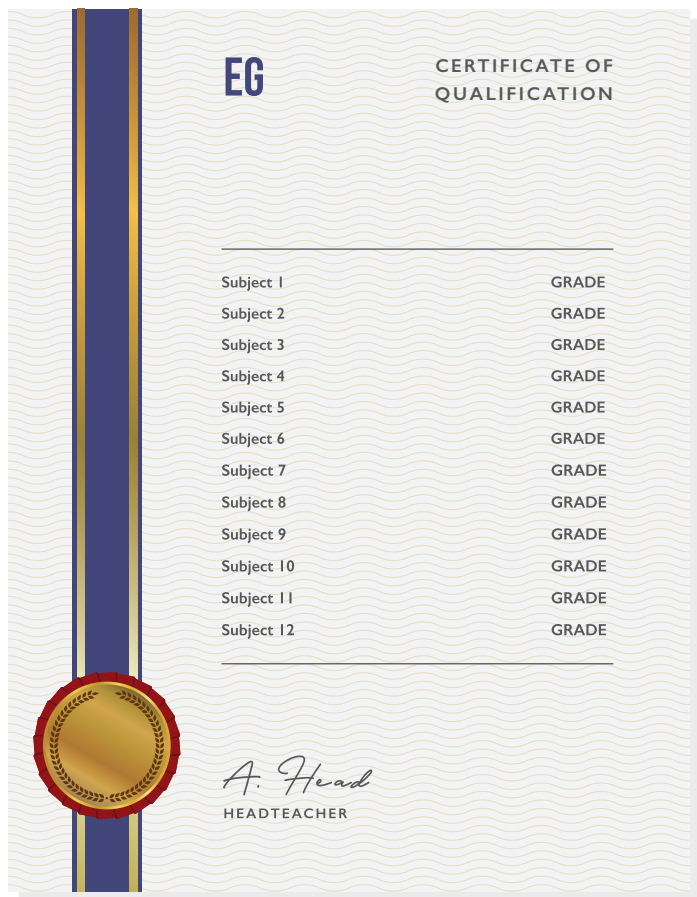 EG
CERTIFICATE OF
QUALIFICATION
Subject 1 GRADE
Subject 2 GRADE
Subject 3 GRADE
Subject 4 GRADE
Subject 5 GRADE
Subject 6 GRADE
Subject 7 GRADE
Subject 8 GRADE
Subject 9 GRADE
Subject 10 GRADE
Subject 11 GRADE
Subject 12 GRADE
A. Head
HEADTEACHER